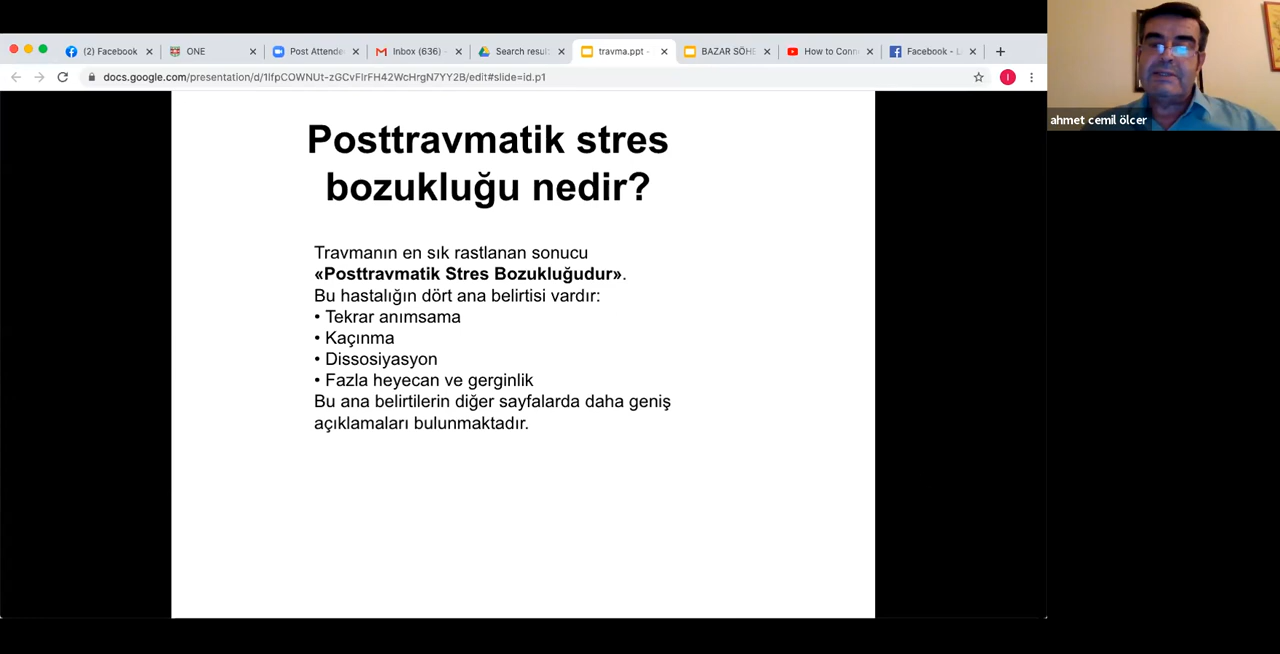 (2) Facebook
ONE
Post Attende
Inbox (636) -
Search resul
travma.ppt -
BAZAR SÖHB
How to Conn
Facebook - L
docs.google.com/presentation/d/1IfpCOWNUt-zGCvFIrFH42WcHrgN7YY2B/edit#slide=id.p1
I
ahmet cemil ölcer
Posttravmatik stres
bozukluğu nedir?
Travmanın en sık rastlanan sonucu
«Posttravmatik Stres Bozukluğudur».
Bu hastalığın dört ana belirtisi vardır:
• Tekrar anımsama
• Kaçınma
• Dissosiyasyon
• Fazla heyecan ve gerginlik
Bu ana belirtilerin diğer sayfalarda daha geniş
açıklamaları bulunmaktadır.